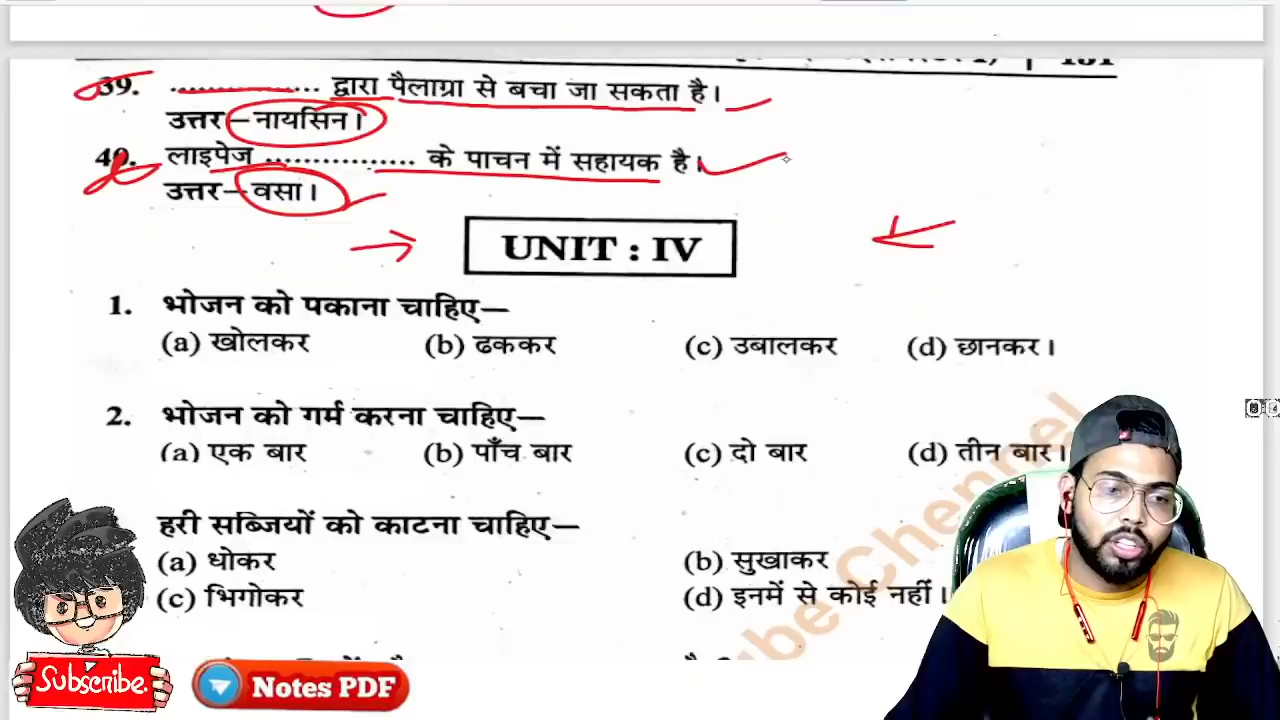 39. .................. द्वारा पैलाग्रा से बचा जा सकता है।
उत्तर–नायसिन।
40. लाइपेज .................. के पाचन में सहायक है।
उत्तर–वसा।
UNIT : IV
1. भोजन को पकाना चाहिए—
(a) खोलकर (b) ढककर (c) उबालकर (d) छानकर।
2. भोजन को गर्म करना चाहिए—
(a) एक बार (b) पाँच बार (c) दो बार (d) तीन बार।
हरी सब्जियों को काटना चाहिए—
(a) धोकर (b) सुखाकर
(c) भिगोकर (d) इनमें से कोई नहीं।
Chennel
Subscribe.
Notes PDF